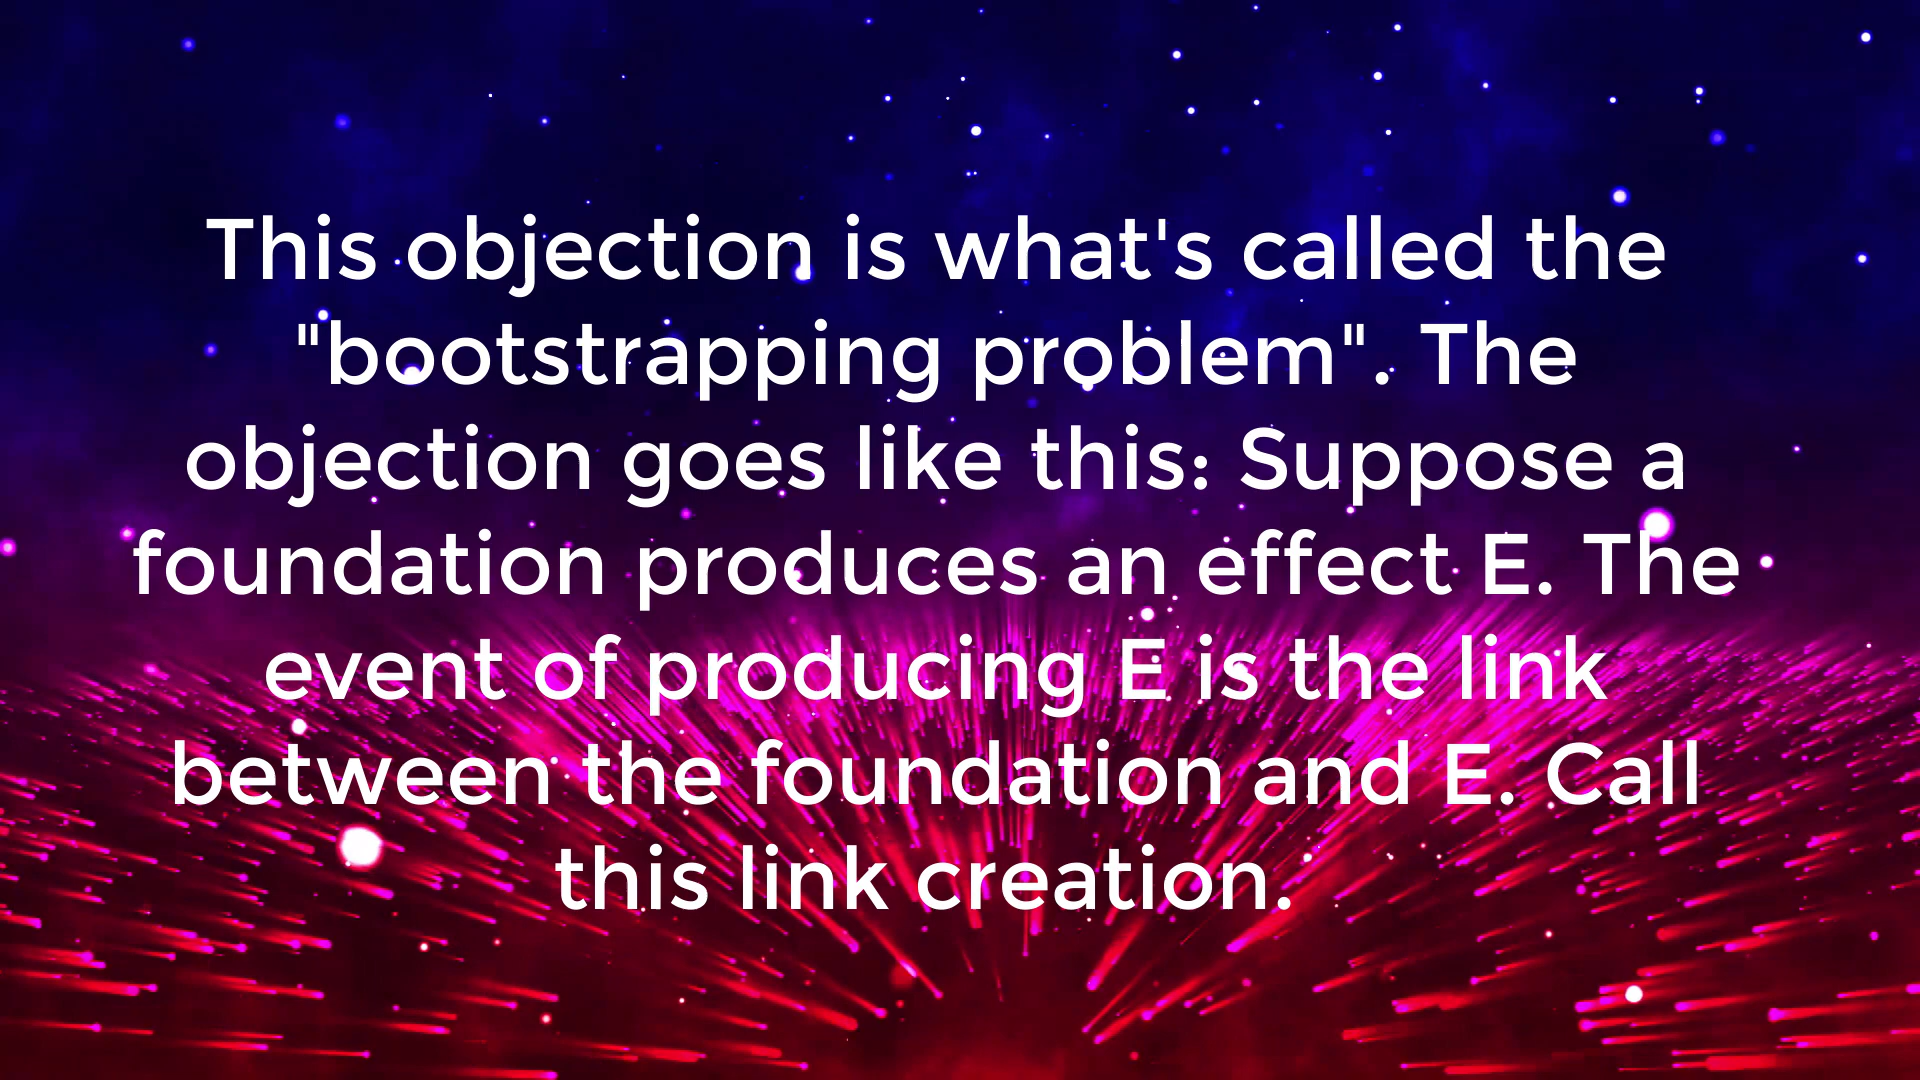 This objection is what's called the
"bootstrapping problem". The
objection goes like this: Suppose a
foundation produces an effect E. The
event of producing E is the link
between the foundation and E. Call
this link creation.